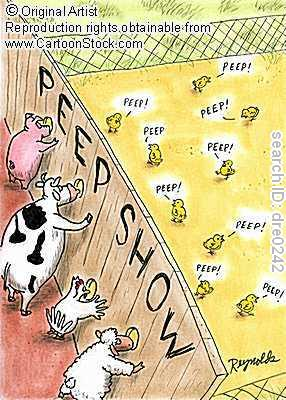 © Original Artist
Reproduction rights obtainable from
www.CartoonStock.com
PEEP SHOW
PEEP!
PEEP!
PEEP!
PEEP
PEEP!
PEEP!
PEEP!
PEEP!
PEEP!
PEEP!
Reynolds
search ID: dre0242